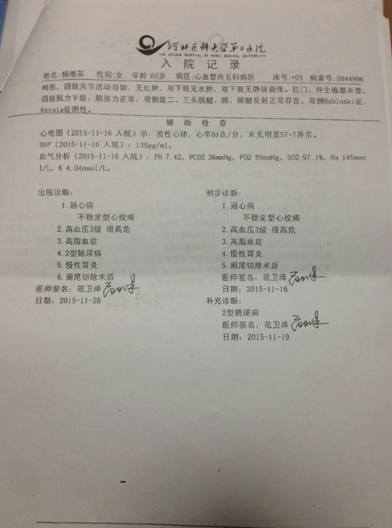 河北医科大学第二医院
入院记录
姓名:杨维英 性别:女 年龄:65岁 病区:心血管内五科病区 床号:+03 病案号:0944996
畸形,四肢关节活动自如,无红肿,双下肢无水肿,双下肢无静脉曲张。肛门、外生殖器未查。
四肢肌力V级,肌张力正常,双侧肱二、三头肌腱、跟、膝腱反射正常存在,双侧Babinski征、
Kernig征阴性。
辅助检查
心电图(2015-11-16 入院)示:窦性心律,心率61次/分,未见明显ST-T异常。
BNP(2015-11-16 入院):135pg/ml。
血气分析(2015-11-16 入院):PH 7.42, PCO2 36mmHg, PO2 89mmHg, SO2 97.1%, Na 145mmo
l/L, K 4.04mmol/L。
出院诊断:
1.冠心病
不稳定型心绞痛
2.高血压3级 很高危
3.高脂血症
4.2型糖尿病
5.慢性胃炎
6.阑尾切除术后
医师签名:范卫泽
日期:2015-11-28
初步诊断:
1.冠心病
不稳定型心绞痛
2.高血压3级 很高危
3.高脂血症
4.慢性胃炎
5.阑尾切除术后
医师签名:范卫泽
日期:2015-11-16
补充诊断:
2型糖尿病
医师签名:范卫泽
日期:2015-11-19